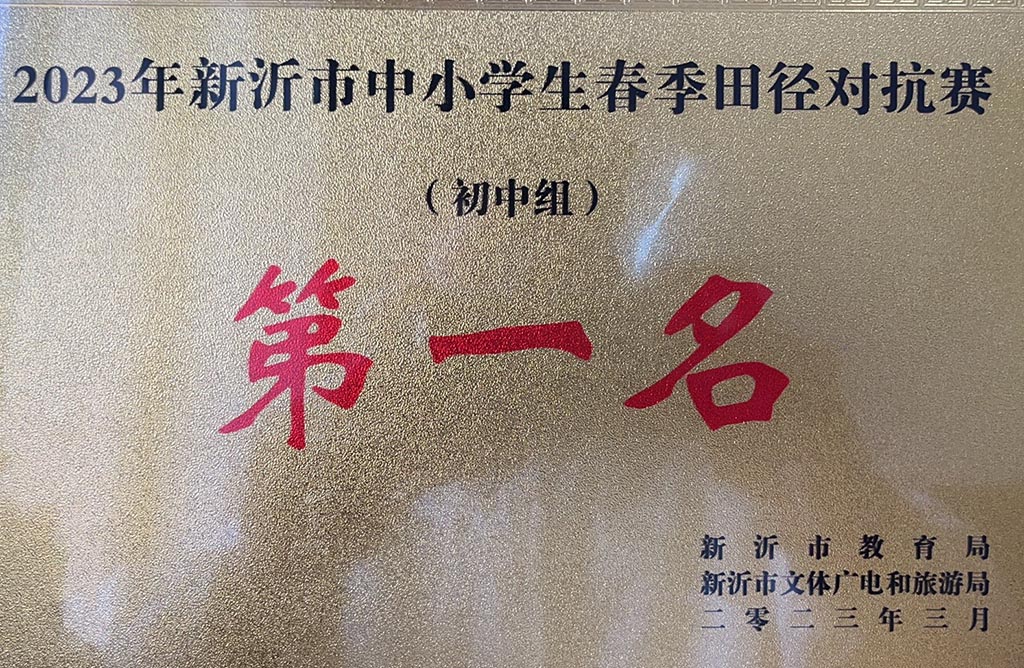 2023年新沂市中小学生春季田径对抗赛
（初中组）
第一名
新沂市教育局
新沂市文体广电和旅游局
二零二三年三月